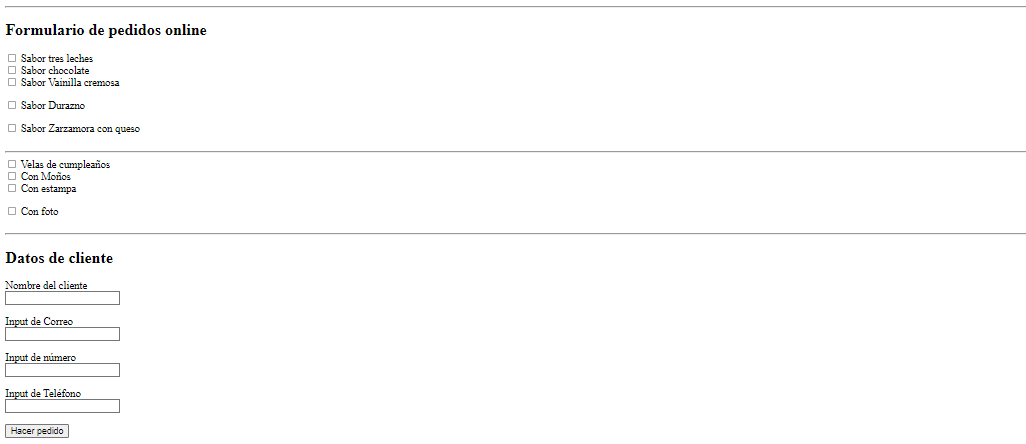 Formulario de pedidos online
Sabor tres leches
Sabor chocolate
Sabor Vainilla cremosa
Sabor Durazno
Sabor Zarzamora con queso
Velas de cumpleaños
Con Moños
Con estampa
Con foto
Datos de cliente
Nombre del cliente
Input de Correo
Input de número
Input de Teléfono
Hacer pedido